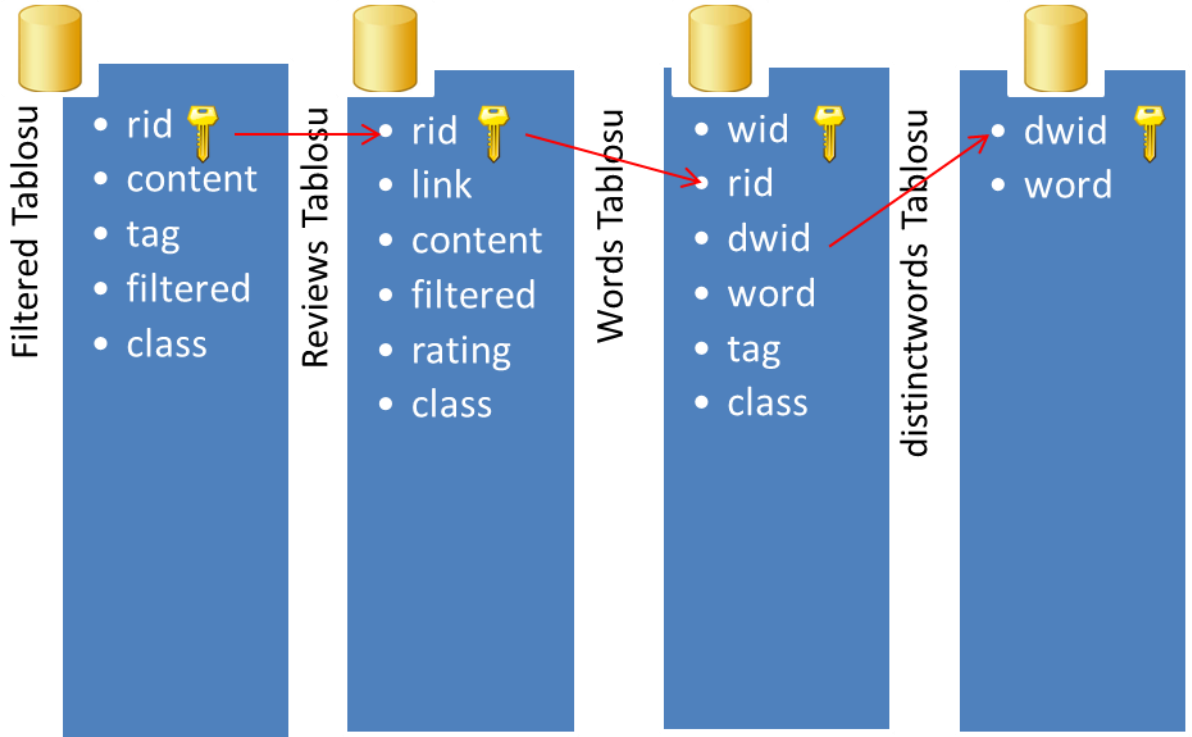 Filtered Tablosu
• rid
• content
• tag
• filtered
• class
Reviews Tablosu
• rid
• link
• content
• filtered
• rating
• class
Words Tablosu
• wid
• rid
• dwid
• word
• tag
• class
distinctwords Tablosu
• dwid
• word